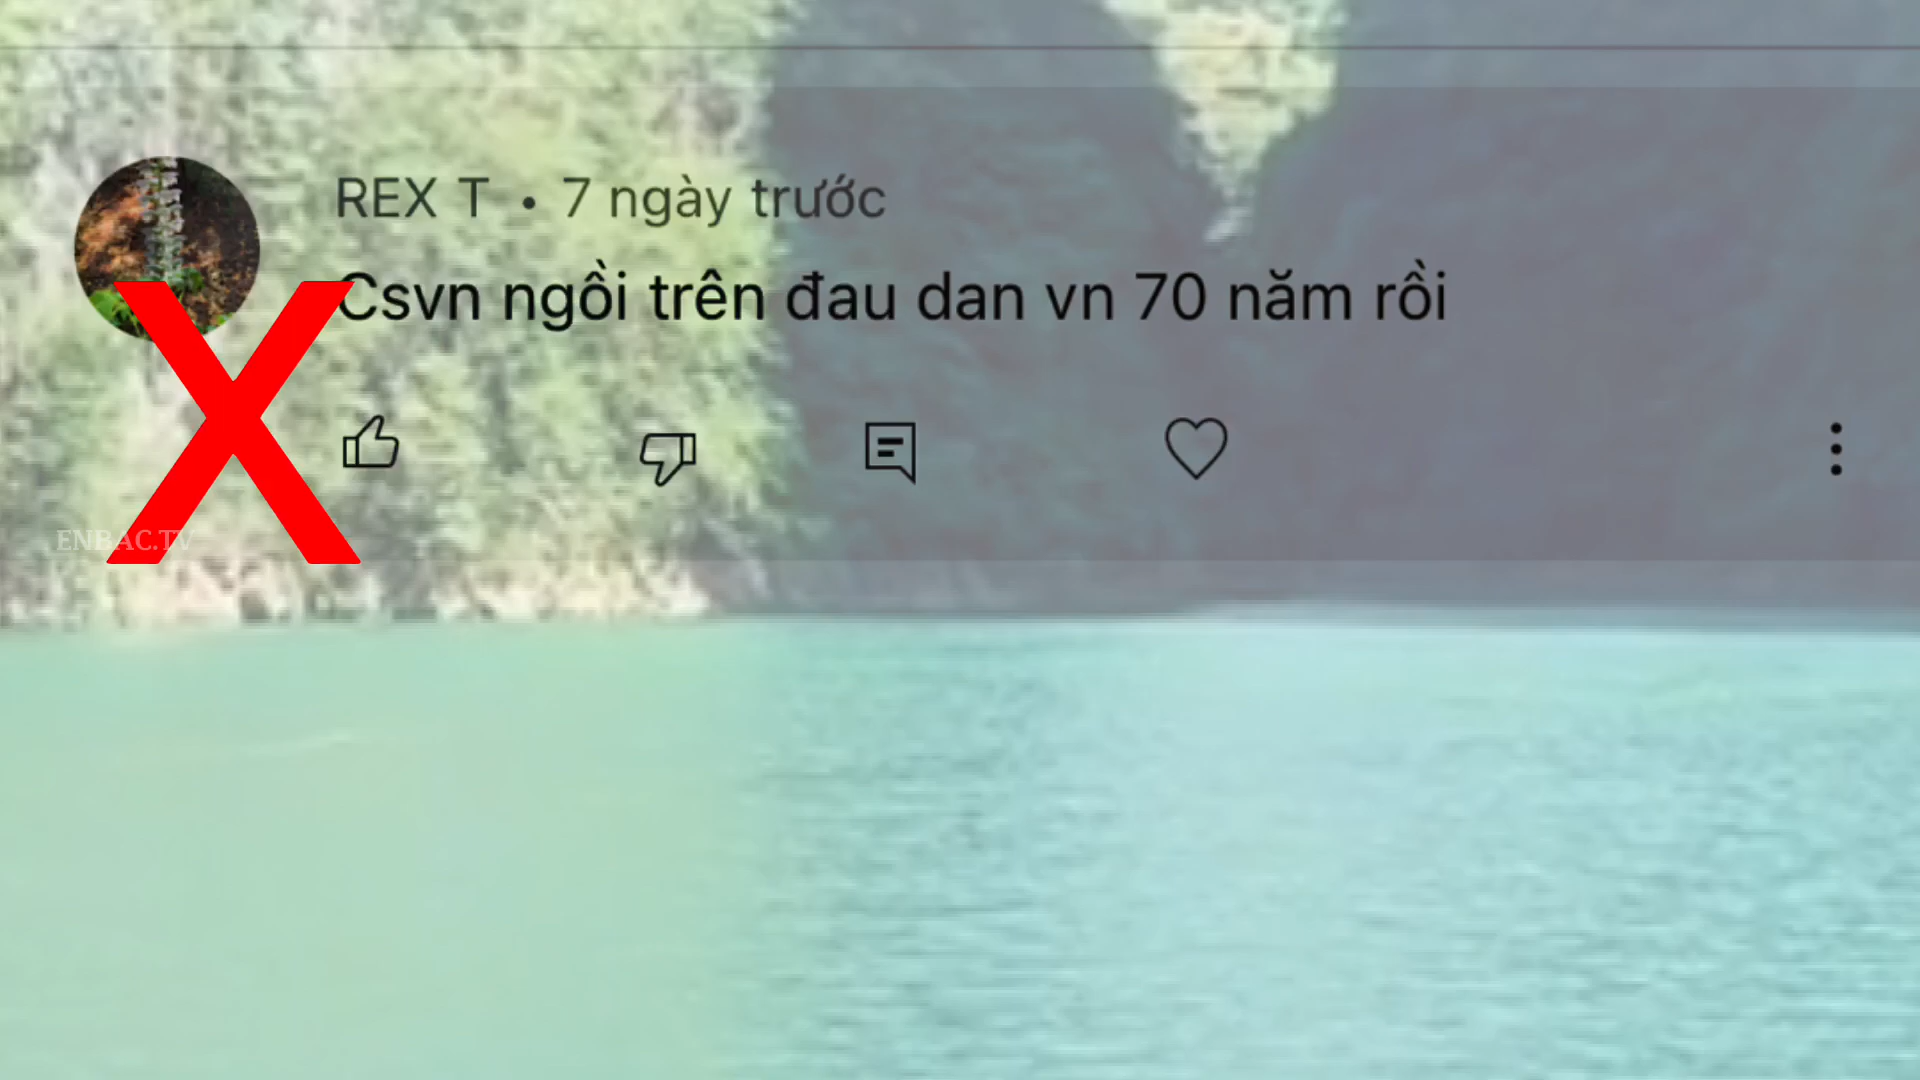 REX T • 7 ngày trước
Csvn ngồi trên đau dan vn 70 năm rồi
X
ENBAC.TV